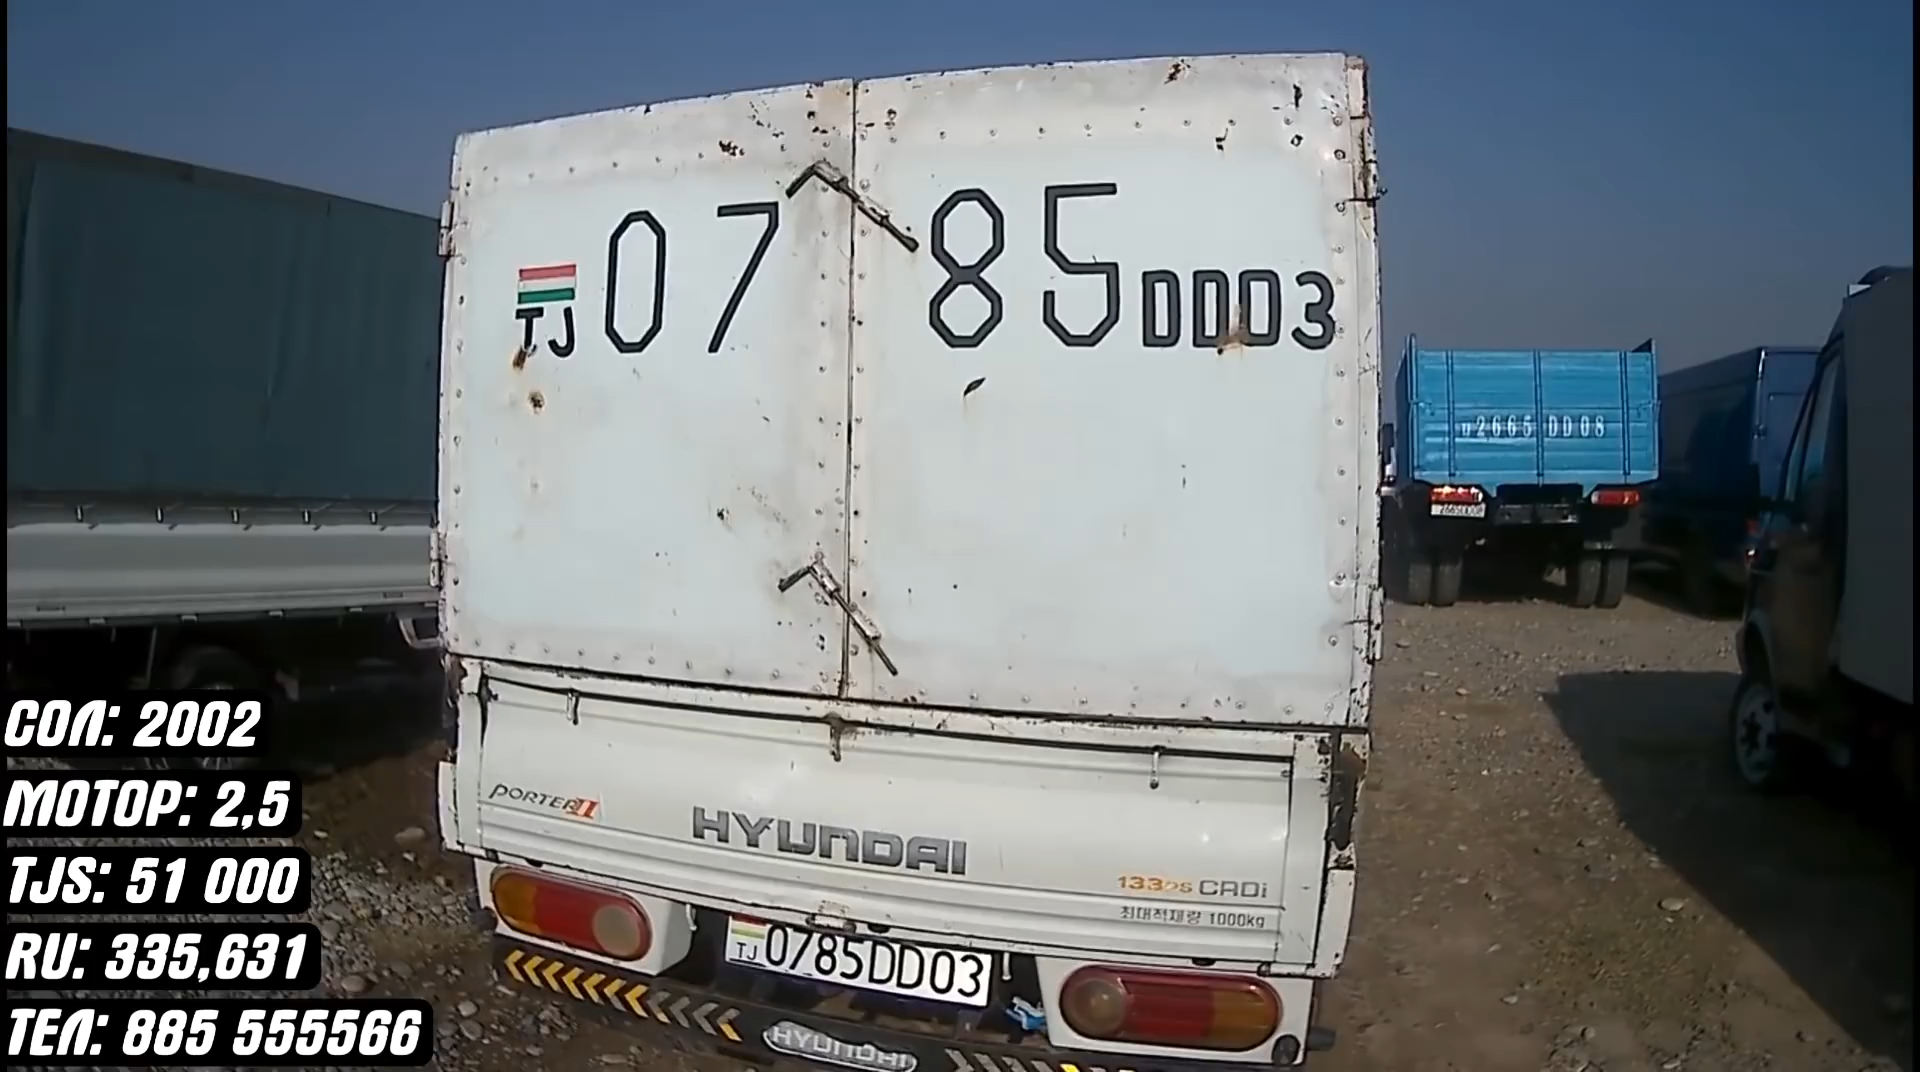 TJ 07 85 DD03
2665 DD08
PORTER II
HYUNDAI
133PS CRDi
최대적재량 1000kg
TJ 0785DD03
HYUNDAI
СОЛ: 2002
МОТОР: 2,5
TJS: 51 000
RU: 335,631
ТЕЛ: 885 555566